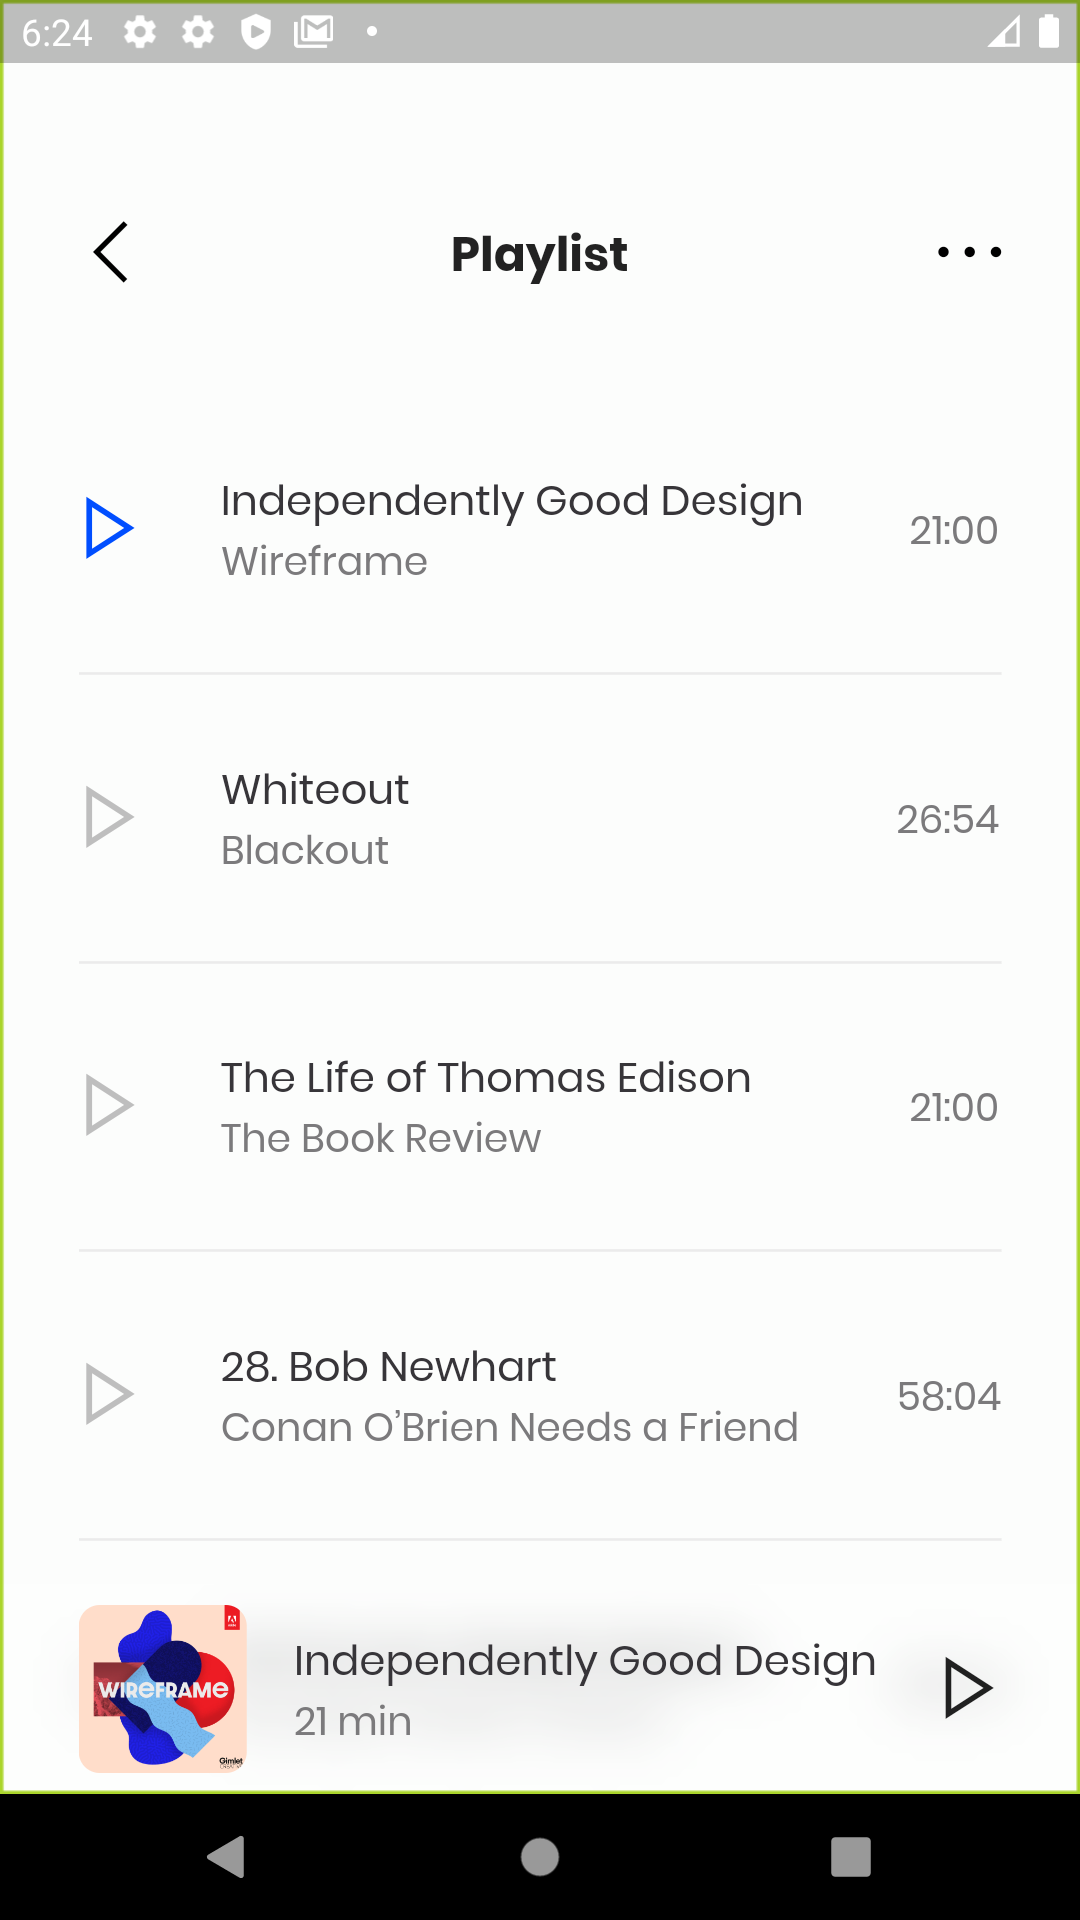 6:24
Playlist
Independently Good Design
Wireframe
21:00
Whiteout
Blackout
26:54
The Life of Thomas Edison
The Book Review
21:00
28. Bob Newhart
Conan O’Brien Needs a Friend
58:04
WIREFRAME
Gimlet
Independently Good Design
21 min